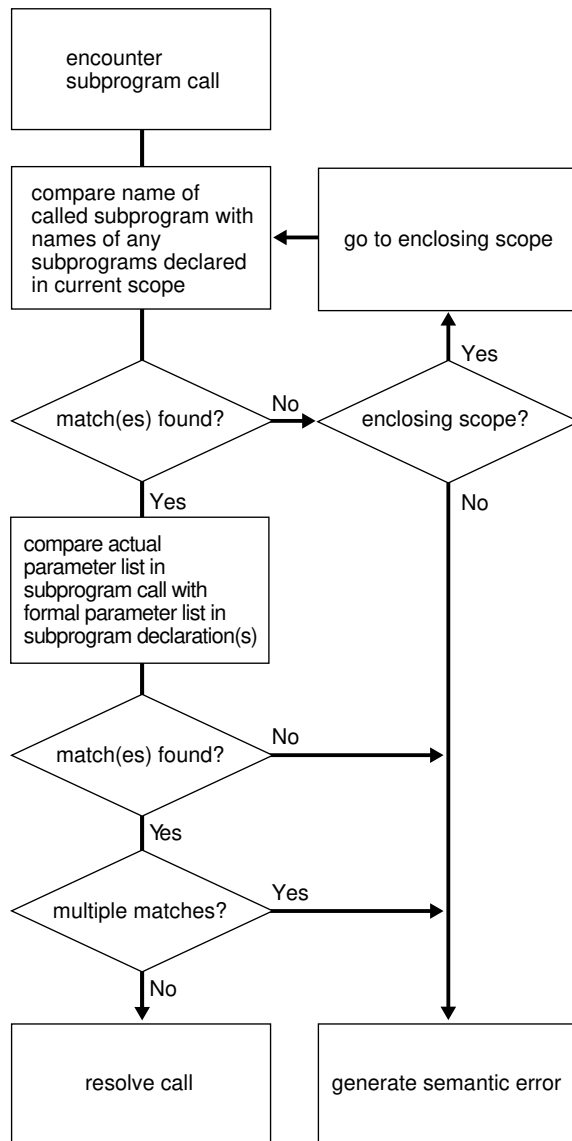 encounter
subprogram call
compare name of
called subprogram with
names of any
subprograms declared
in current scope
go to enclosing scope
Yes
match(es) found?
No
enclosing scope?
Yes
No
compare actual
parameter list in
subprogram call with
formal parameter list in
subprogram declaration(s)
match(es) found?
No
Yes
multiple matches?
Yes
No
resolve call
generate semantic error